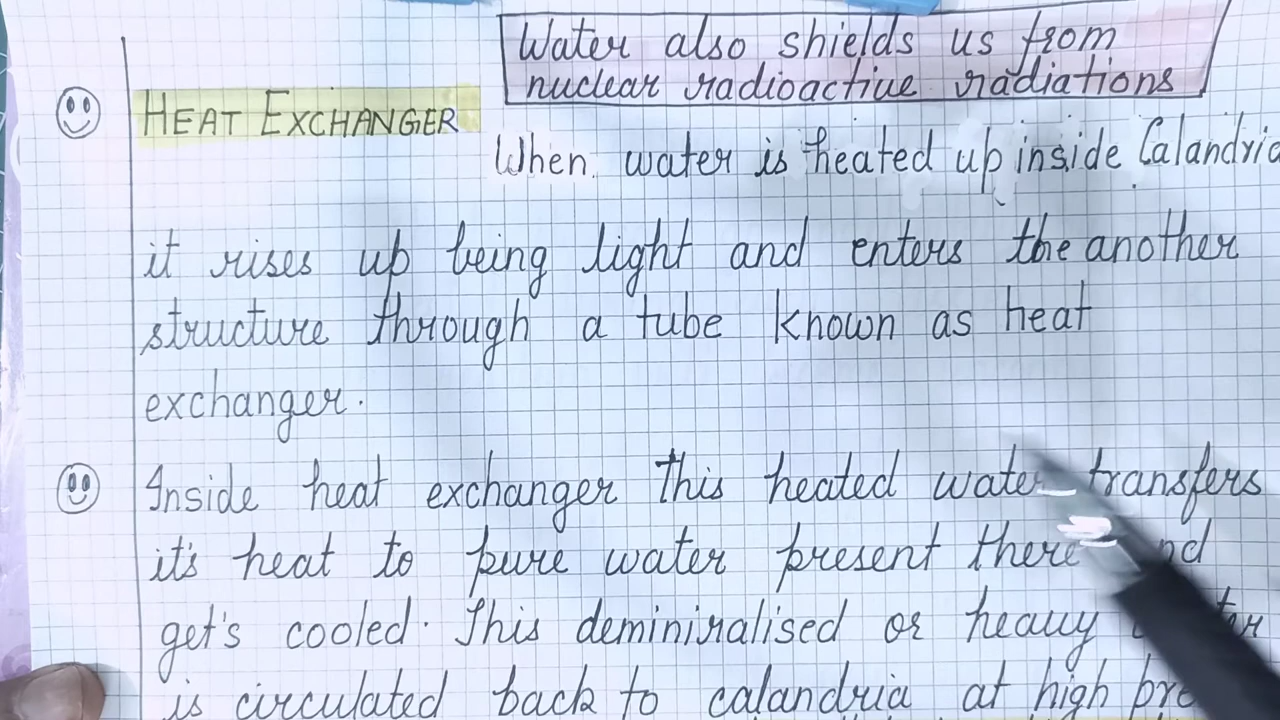 Water also shields us from
nuclear radioactive radiations
HEAT EXCHANGER
When water is heated up inside Calandria
it rises up being light and enters the another
structure through a tube known as heat
exchanger.
Inside heat exchanger this heated water transfers
it's heat to pure water present there
get's cooled. This deminiralised or heavy
is circulated back to calandria at high